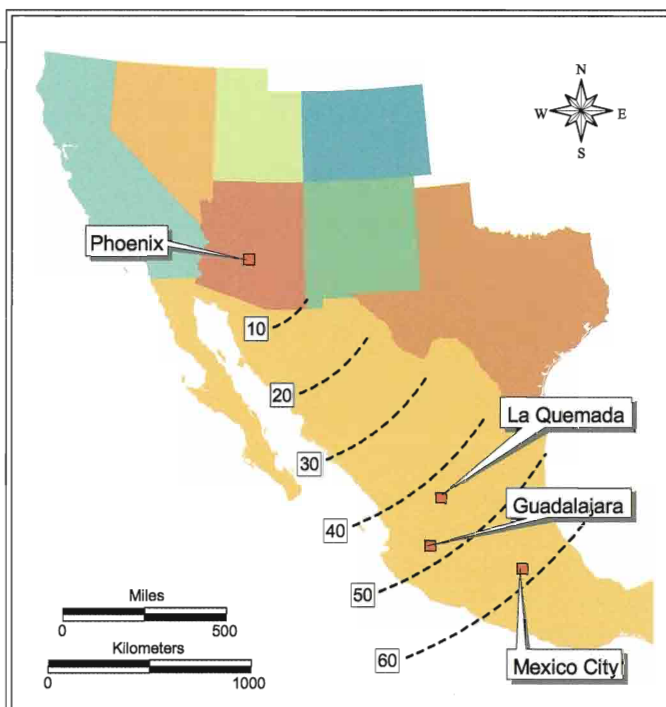 N
W E
S
Phoenix
10
20
La Quemada
30
Guadalajara
40
50
Miles
0 500
Kilometers
60
0 1000
Mexico City